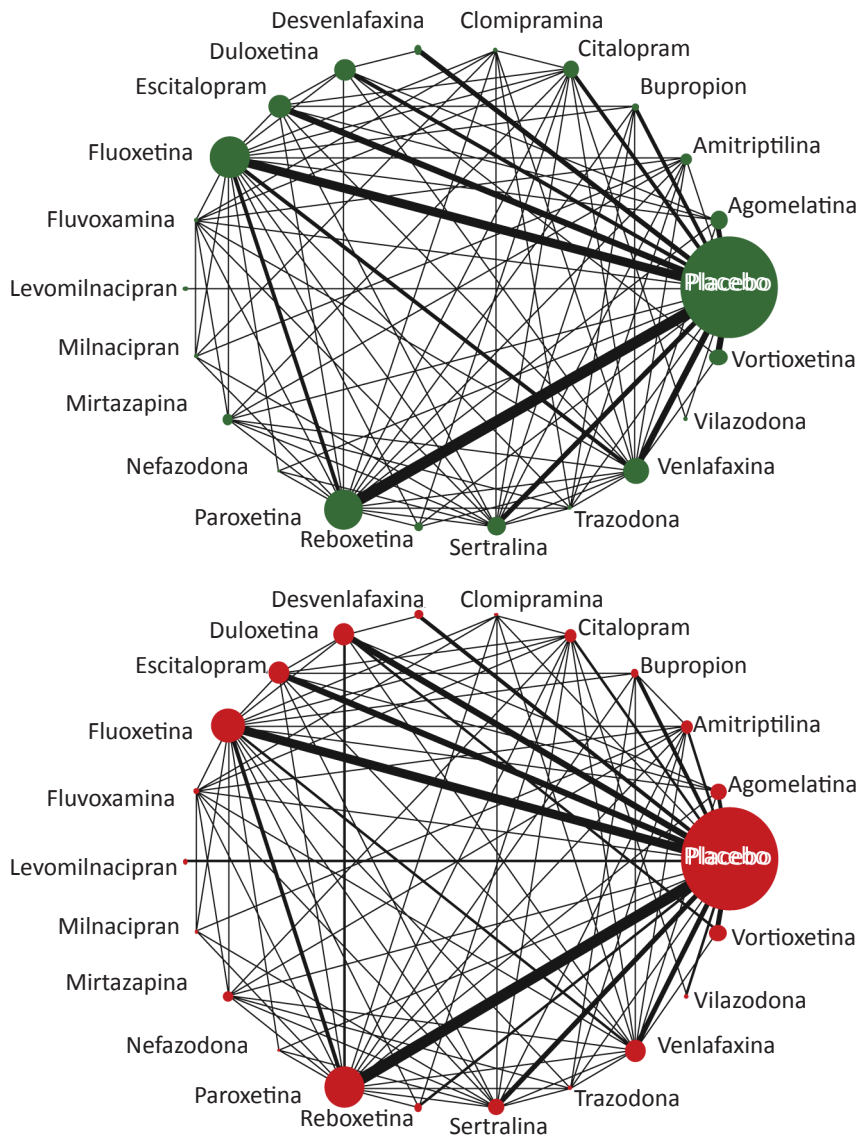 Desvenlafaxina
Clomipramina
Duloxetina
Citalopram
Escitalopram
Bupropion
Fluoxetina
Amitriptilina
Fluvoxamina
Agomelatina
Levomilnacipran
Placebo
Milnacipran
Vortioxetina
Mirtazapina
Vilazodona
Nefazodona
Venlafaxina
Paroxetina
Trazodona
Reboxetina
Sertralina
Desvenlafaxina
Clomipramina
Duloxetina
Citalopram
Escitalopram
Bupropion
Fluoxetina
Amitriptilina
Fluvoxamina
Agomelatina
Levomilnacipran
Placebo
Milnacipran
Vortioxetina
Mirtazapina
Vilazodona
Nefazodona
Venlafaxina
Paroxetina
Trazodona
Reboxetina
Sertralina